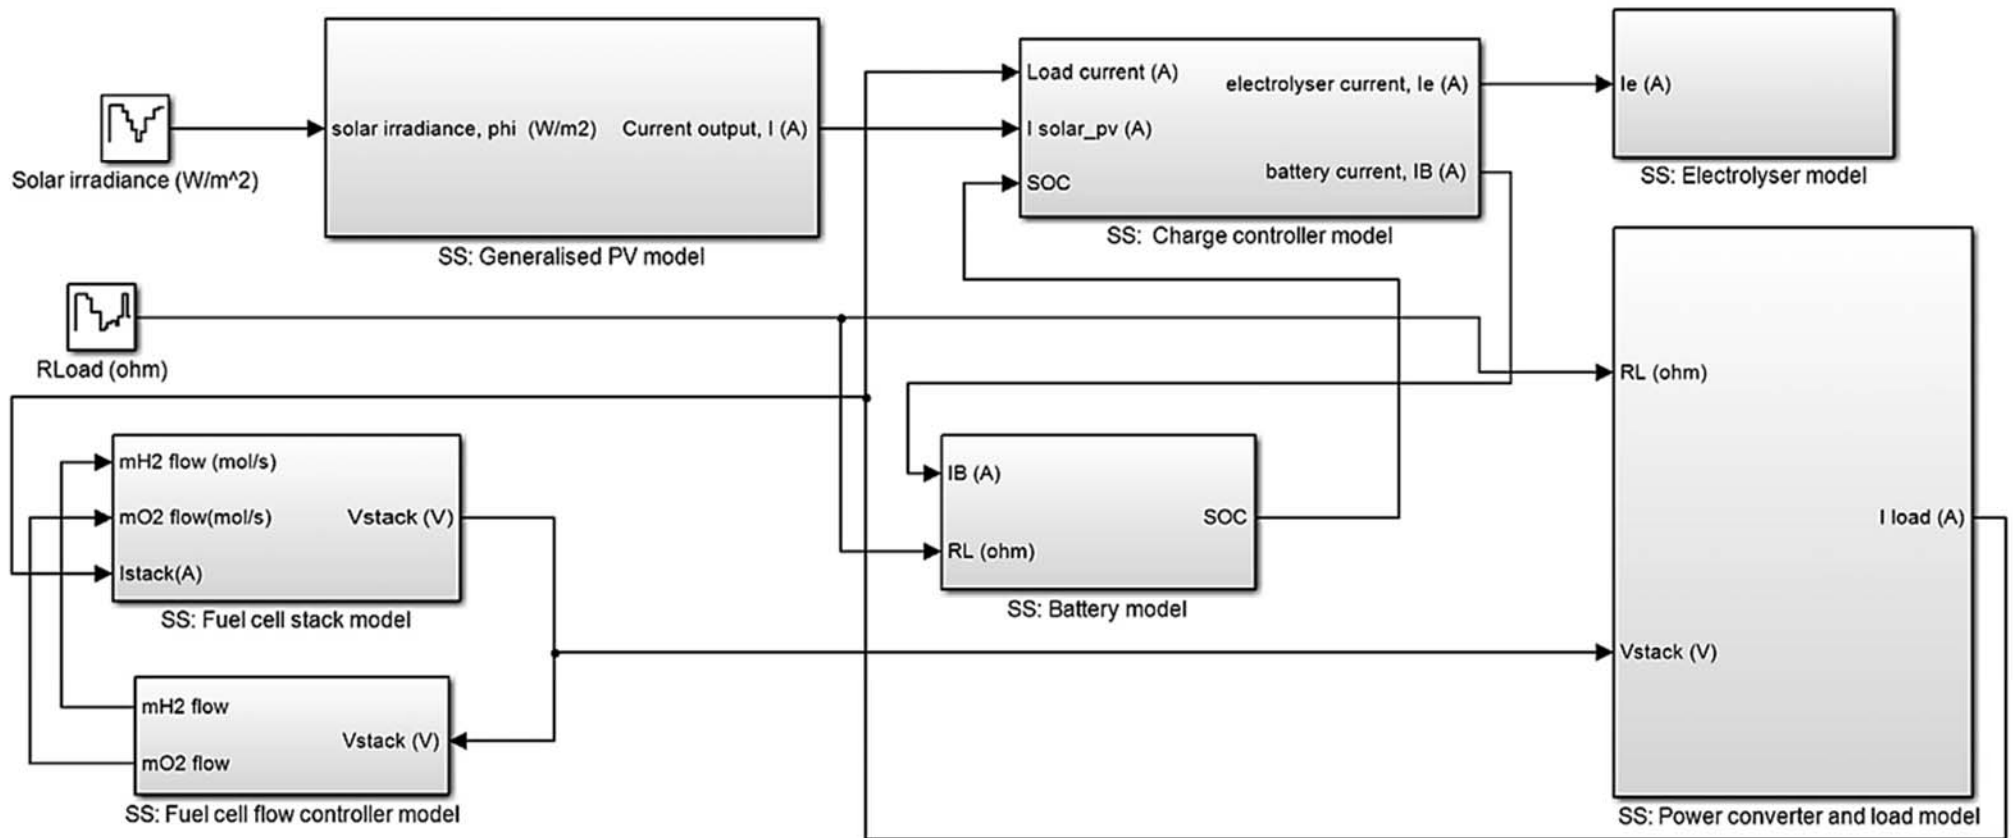 Solar irradiance (W/m^2)
solar irradiance, phi (W/m2)
Current output, I (A)
SS: Generalised PV model
Load current (A)
I solar_pv (A)
SOC
electrolyser current, Ie (A)
battery current, IB (A)
SS: Charge controller model
Ie (A)
SS: Electrolyser model
RLoad (ohm)
mH2 flow (mol/s)
mO2 flow(mol/s)
Istack(A)
Vstack (V)
SS: Fuel cell stack model
IB (A)
RL (ohm)
SOC
SS: Battery model
RL (ohm)
Vstack (V)
I load (A)
SS: Power converter and load model
mH2 flow
mO2 flow
Vstack (V)
SS: Fuel cell flow controller model